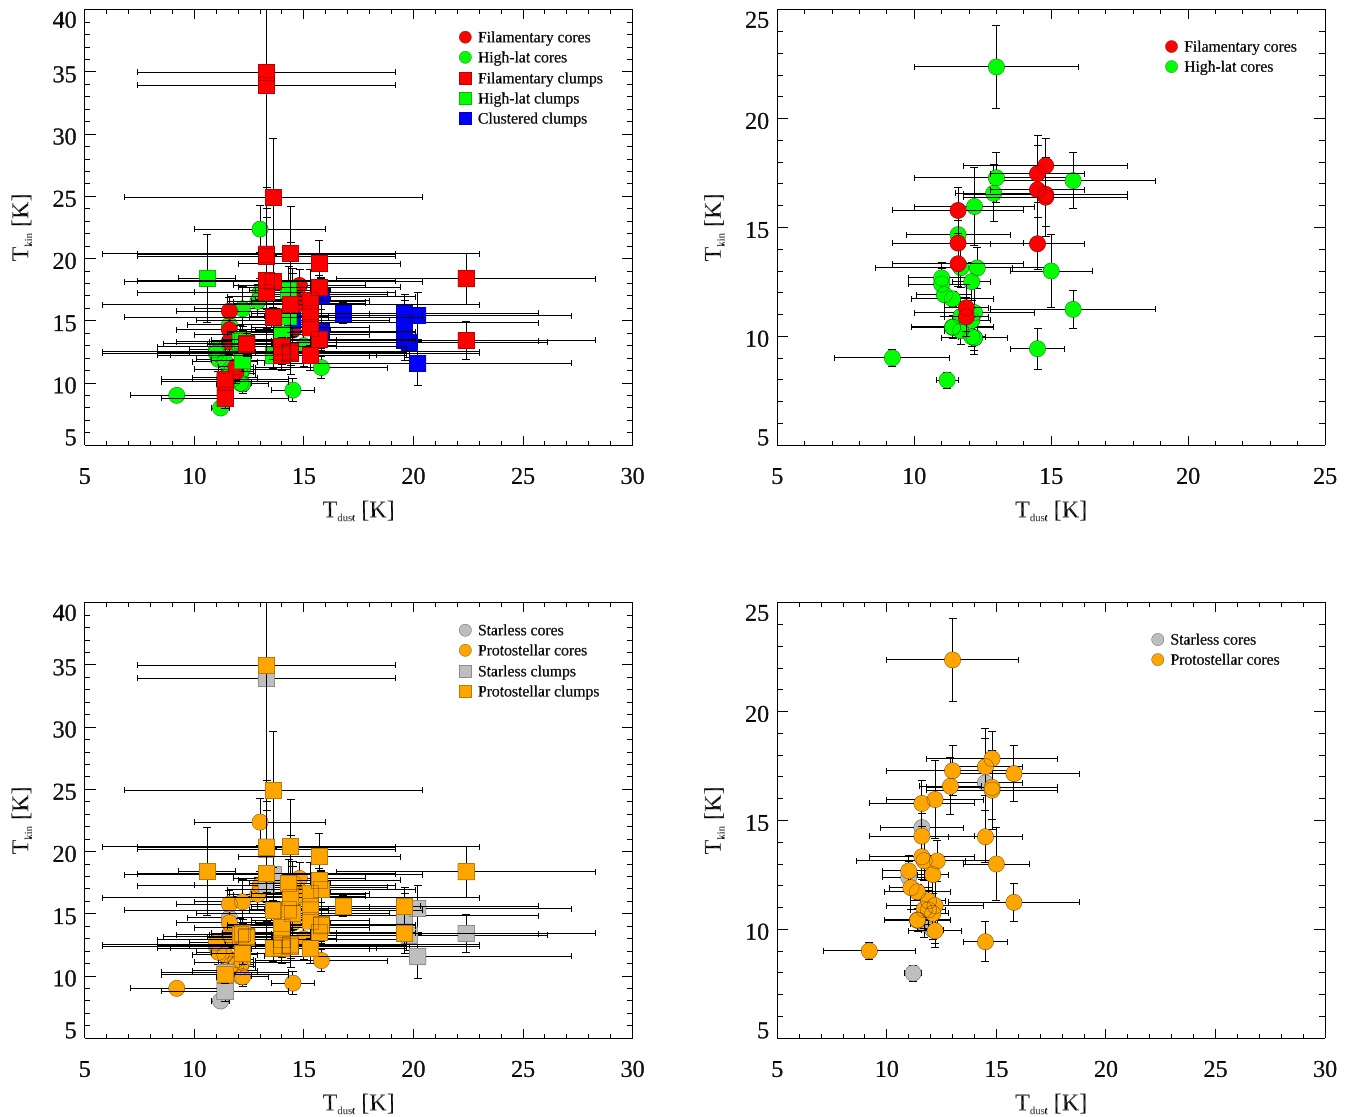 40
35
30
25
20
15
10
5
T_kin [K]
Filamentary cores
High-lat cores
Filamentary clumps
High-lat clumps
Clustered clumps
5 10 15 20 25 30
T_dust [K]
25
20
15
10
5
T_kin [K]
Filamentary cores
High-lat cores
5 10 15 20 25
T_dust [K]
40
35
30
25
20
15
10
5
T_kin [K]
Starless cores
Protostellar cores
Starless clumps
Protostellar clumps
5 10 15 20 25 30
T_dust [K]
25
20
15
10
5
T_kin [K]
Starless cores
Protostellar cores
5 10 15 20 25 30
T_dust [K]